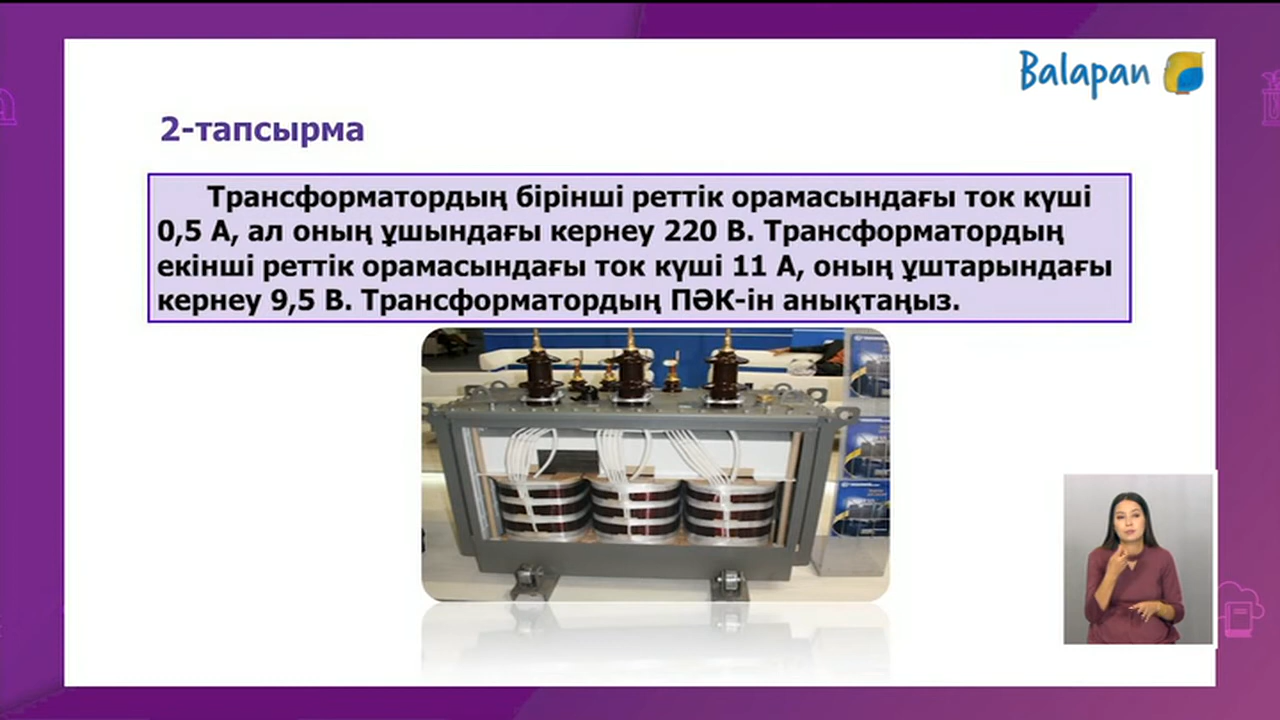 Balapan
2-тапсырма
Трансформатордың бірінші реттік орамасындағы ток күші
0,5 А, ал оның ұшындағы кернеу 220 В. Трансформатордың
екінші реттік орамасындағы ток күші 11 А, оның ұштарындағы
кернеу 9,5 В. Трансформатордың ПӘК-ін анықтаңыз.